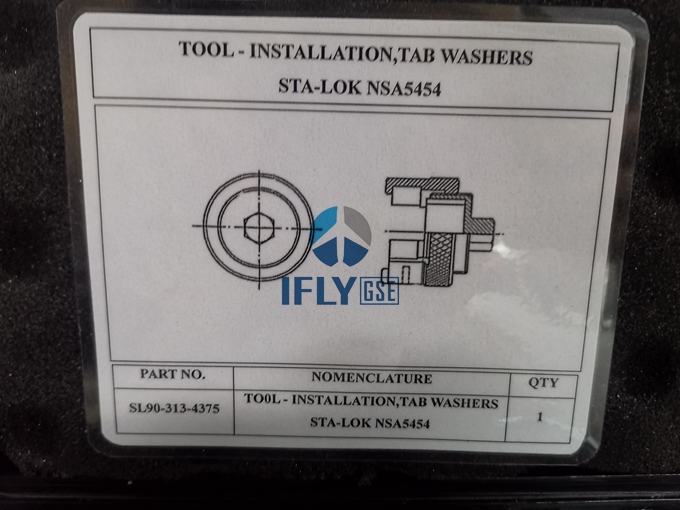 TOOL - INSTALLATION,TAB WASHERS
STA-LOK NSA5454
IFLY GSE
PART NO.
NOMENCLATURE
QTY
SL90-313-4375
TO0L - INSTALLATION,TAB WASHERS
STA-LOK NSA5454
1